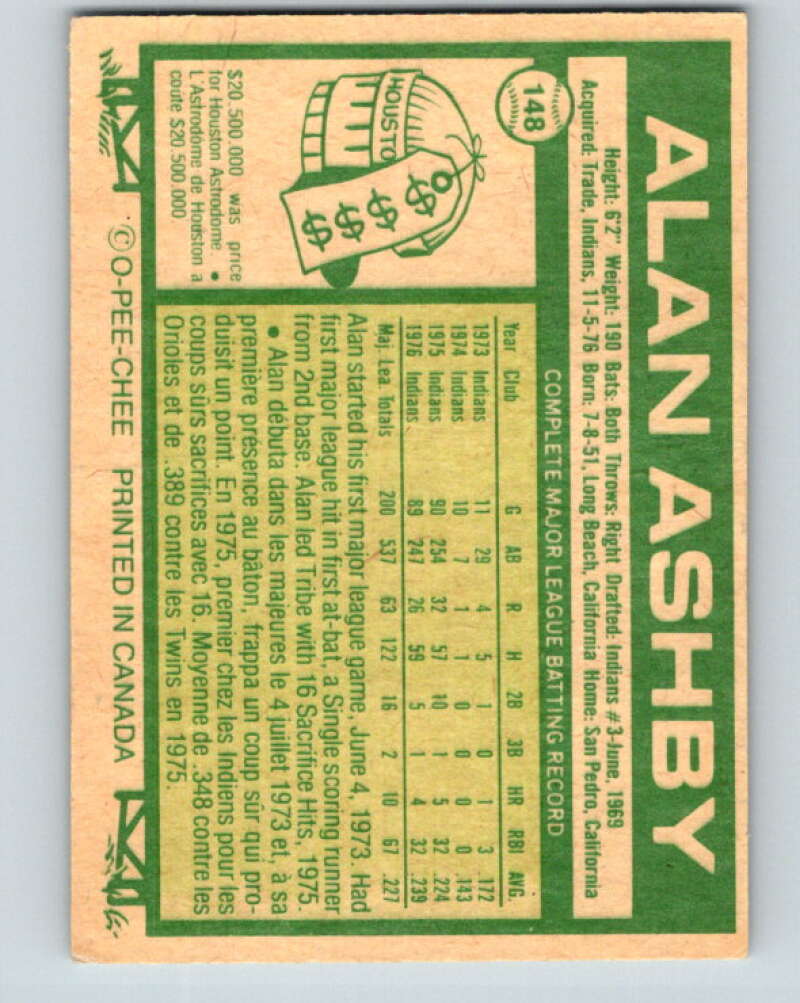 148
ALAN ASHBY
Height: 6'2" Weight: 190 Bats: Both Throws: Right Drafted: Indians #3-June, 1969
Acquired: Trade, Indians, 11-5-76 Born: 7-8-51, Long Beach, California Home: San Pedro, California
COMPLETE MAJOR LEAGUE BATTING RECORD
HOUSTO
$ $ $ $
$20.500.000 was price
for Houston Astrodome. •
L'Astrodôme de Houston a
couté $20.500.000
Year Club G AB R H 2B 3B HR RBI AVG.
1973 Indians 11 29 4 5 1 0 1 3 .172
1974 Indians 10 7 1 1 0 0 0 0 .143
1975 Indians 90 254 32 57 10 1 5 32 .224
1976 Indians 89 247 26 59 5 1 4 32 .239
Maj. Lea. Totals 200 537 63 122 16 2 10 67 .227
Alan started his first major league game, June 4, 1973. Had
first major league hit in first at-bat, a Single scoring runner
from 2nd base. Alan led Tribe with 16 Sacrifice Hits, 1975.
• Alan débuta dans les majeures le 4 juillet 1973 et, à sa
première présence au bâton, frappa un coup sûr qui pro-
duisit un point. En 1975, premier chez les Indiens pour les
coups sûrs sacrifices avec 16. Moyenne de .348 contre les
Orioles et de .389 contre les Twins en 1975.
©O-PEE-CHEE PRINTED IN CANADA